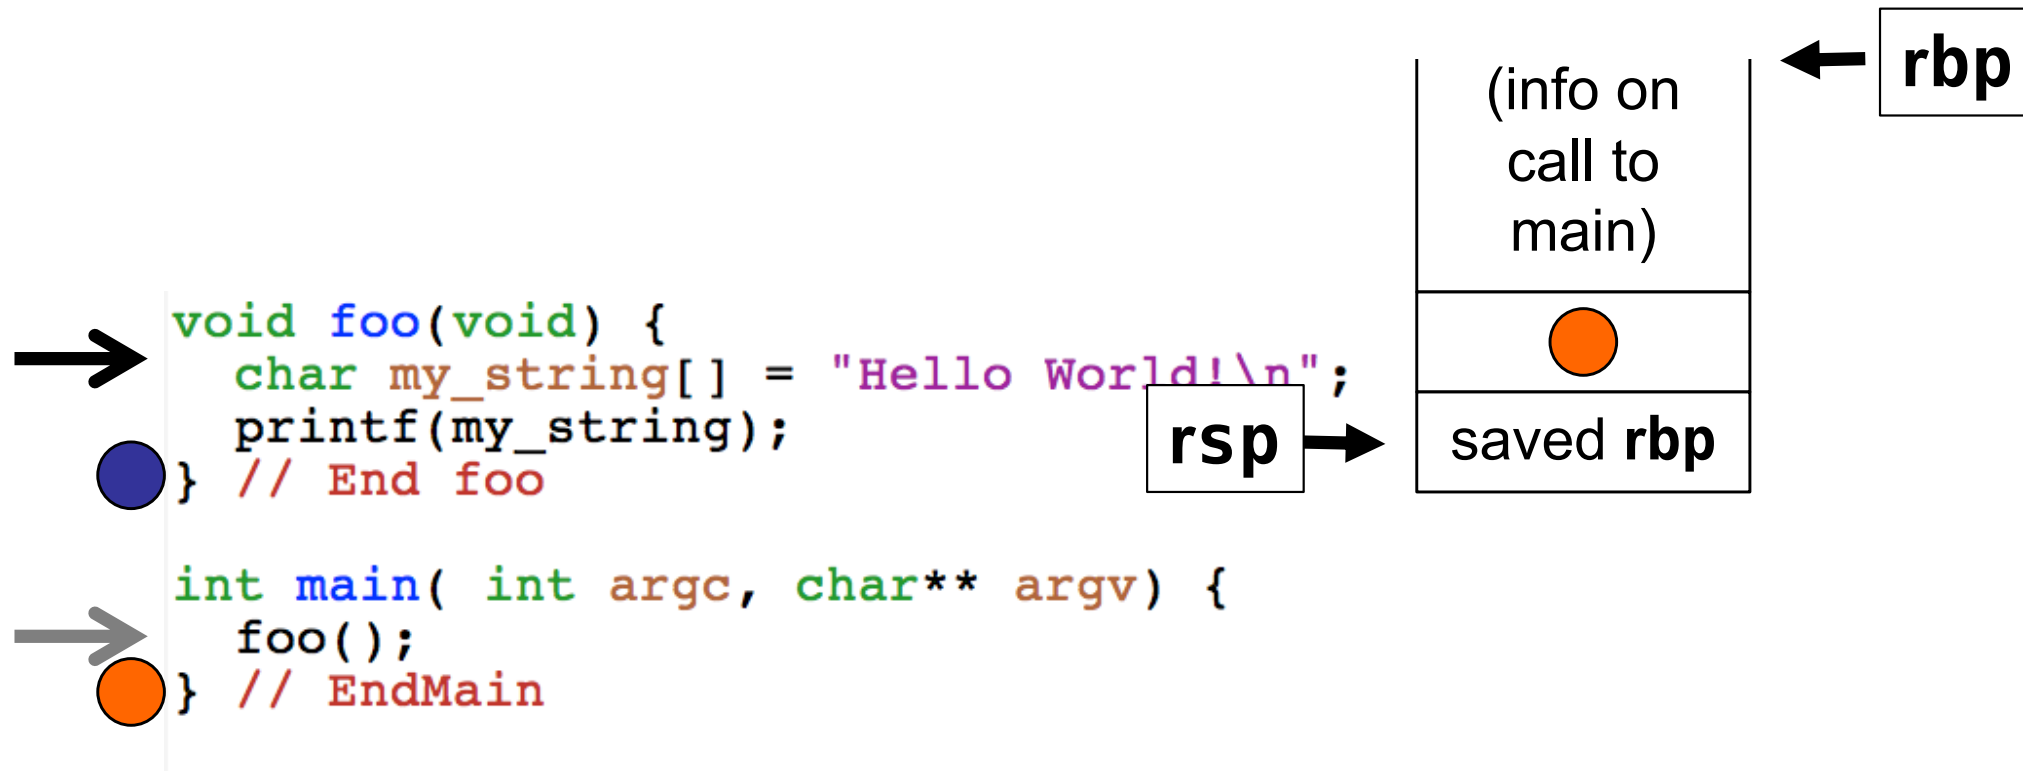 void foo(void) {
  char my_string[] = "Hello World!\n";
  printf(my_string);
} // End foo
int main( int argc, char** argv) {
  foo();
} // EndMain
rsp
(info on
call to
main)
saved rbp
rbp